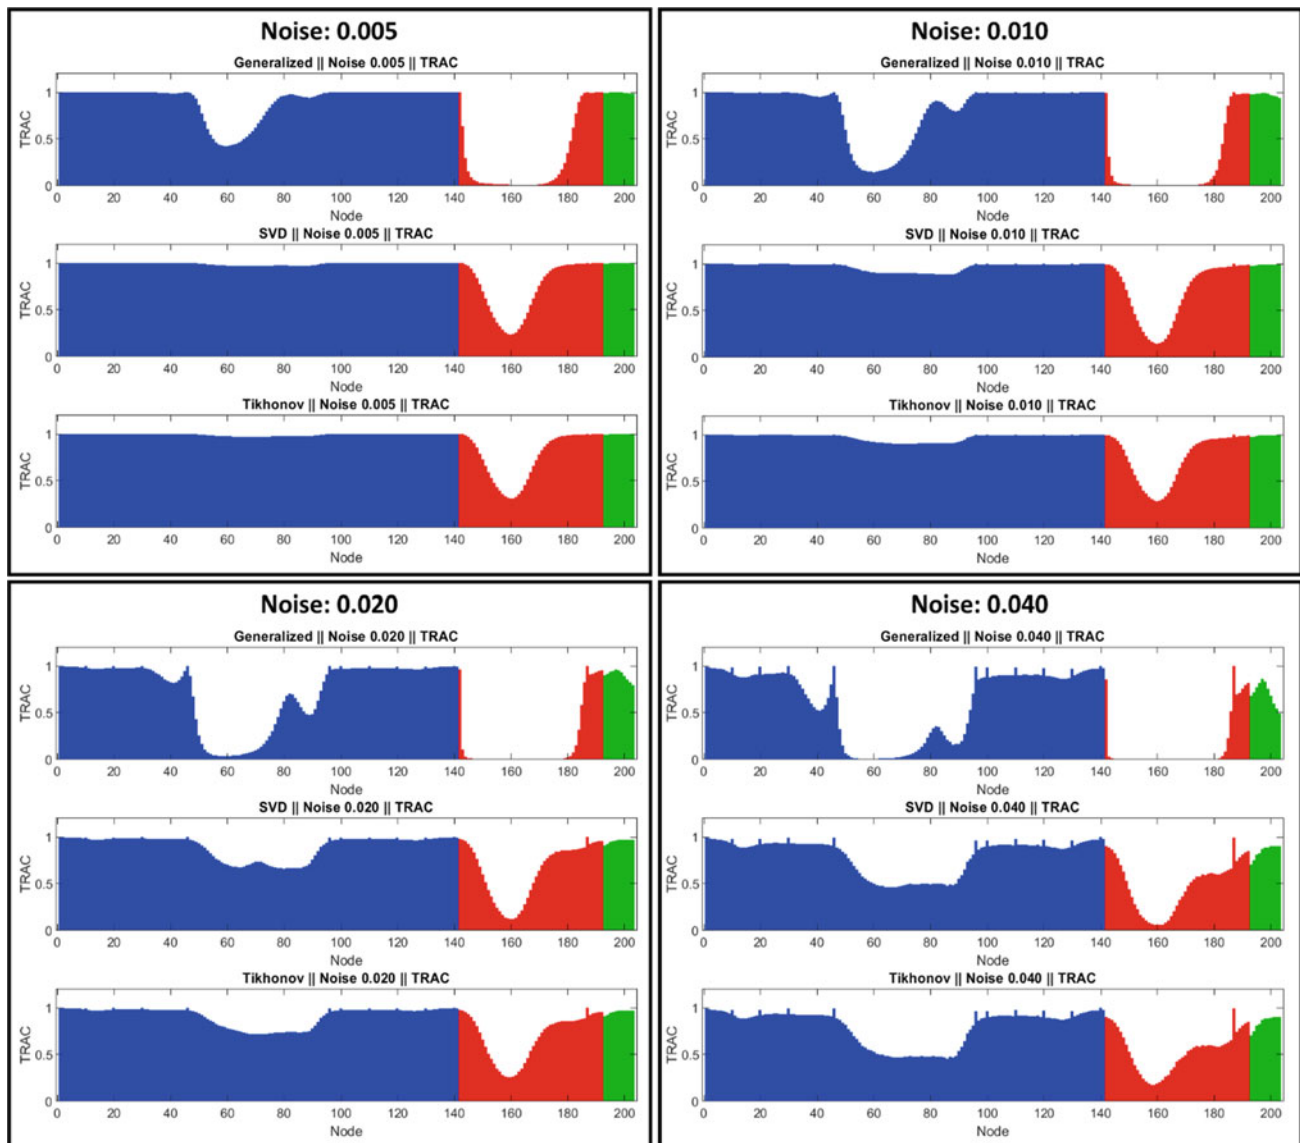 Noise: 0.005
Generalized || Noise 0.005 || TRAC
TRAC
1
0.5
0
0 20 40 60 80 100 120 140 160 180 200
Node
SVD || Noise 0.005 || TRAC
TRAC
1
0.5
0
0 20 40 60 80 100 120 140 160 180 200
Node
Tikhonov || Noise 0.005 || TRAC
TRAC
1
0.5
0
0 20 40 60 80 100 120 140 160 180 200
Node
Noise: 0.010
Generalized || Noise 0.010 || TRAC
TRAC
1
0.5
0
0 20 40 60 80 100 120 140 160 180 200
Node
SVD || Noise 0.010 || TRAC
TRAC
1
0.5
0
0 20 40 60 80 100 120 140 160 180 200
Node
Tikhonov || Noise 0.010 || TRAC
TRAC
1
0.5
0
0 20 40 60 80 100 120 140 160 180 200
Node
Noise: 0.020
Generalized || Noise 0.020 || TRAC
TRAC
1
0.5
0
0 20 40 60 80 100 120 140 160 180 200
Node
SVD || Noise 0.020 || TRAC
TRAC
1
0.5
0
0 20 40 60 80 100 120 140 160 180 200
Node
Tikhonov || Noise 0.020 || TRAC
TRAC
1
0.5
0
0 20 40 60 80 100 120 140 160 180 200
Node
Noise: 0.040
Generalized || Noise 0.040 || TRAC
TRAC
1
0.5
0
0 20 40 60 80 100 120 140 160 180 200
Node
SVD || Noise 0.040 || TRAC
TRAC
1
0.5
0
0 20 40 60 80 100 120 140 160 180 200
Node
Tikhonov || Noise 0.040 || TRAC
TRAC
1
0.5
0
0 20 40 60 80 100 120 140 160 180 200
Node